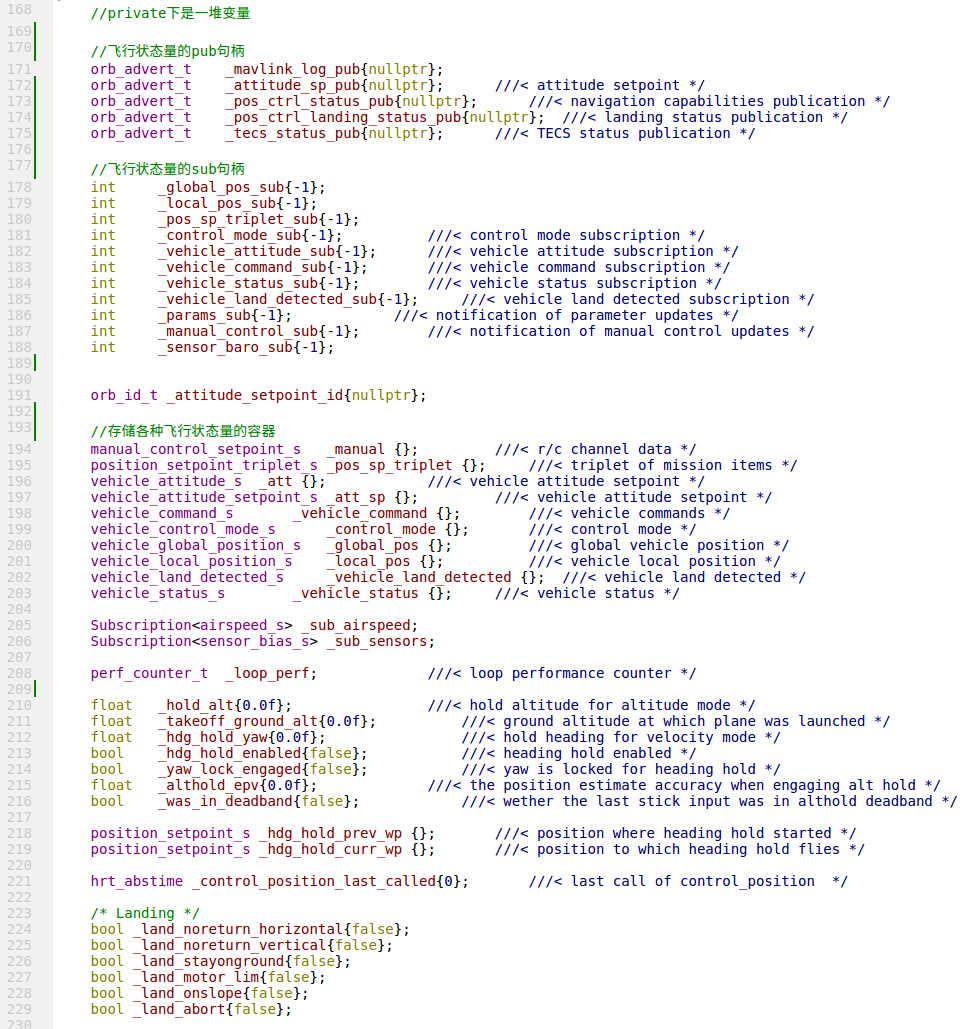 168 //private下是一堆变量
169
170 //飞行状态量的pub句柄
171 orb_advert_t _mavlink_log_pub{nullptr};
172 orb_advert_t _attitude_sp_pub{nullptr}; ///< attitude setpoint */
173 orb_advert_t _pos_ctrl_status_pub{nullptr}; ///< navigation capabilities publication */
174 orb_advert_t _pos_ctrl_landing_status_pub{nullptr}; ///< landing status publication */
175 orb_advert_t _tecs_status_pub{nullptr}; ///< TECS status publication */
176
177 //飞行状态量的sub句柄
178 int _global_pos_sub{-1};
179 int _local_pos_sub{-1};
180 int _pos_sp_triplet_sub{-1};
181 int _control_mode_sub{-1}; ///< control mode subscription */
182 int _vehicle_attitude_sub{-1}; ///< vehicle attitude subscription */
183 int _vehicle_command_sub{-1}; ///< vehicle command subscription */
184 int _vehicle_status_sub{-1}; ///< vehicle status subscription */
185 int _vehicle_land_detected_sub{-1}; ///< vehicle land detected subscription */
186 int _params_sub{-1}; ///< notification of parameter updates */
187 int _manual_control_sub{-1}; ///< notification of manual control updates */
188 int _sensor_baro_sub{-1};
189
190
191 orb_id_t _attitude_setpoint_id{nullptr};
192
193 //存储各种飞行状态量的容器
194 manual_control_setpoint_s _manual {}; ///< r/c channel data */
195 position_setpoint_triplet_s _pos_sp_triplet {}; ///< triplet of mission items */
196 vehicle_attitude_s _att {}; ///< vehicle attitude setpoint */
197 vehicle_attitude_setpoint_s _att_sp {}; ///< vehicle attitude setpoint */
198 vehicle_command_s _vehicle_command {}; ///< vehicle commands */
199 vehicle_control_mode_s _control_mode {}; ///< control mode */
200 vehicle_global_position_s _global_pos {}; ///< global vehicle position */
201 vehicle_local_position_s _local_pos {}; ///< vehicle local position */
202 vehicle_land_detected_s _vehicle_land_detected {}; ///< vehicle land detected */
203 vehicle_status_s _vehicle_status {}; ///< vehicle status */
204
205 Subscription<airspeed_s> _sub_airspeed;
206 Subscription<sensor_bias_s> _sub_sensors;
207
208 perf_counter_t _loop_perf; ///< loop performance counter */
209
210 float _hold_alt{0.0f}; ///< hold altitude for altitude mode */
211 float _takeoff_ground_alt{0.0f}; ///< ground altitude at which plane was launched */
212 float _hdg_hold_yaw{0.0f}; ///< hold heading for velocity mode */
213 bool _hdg_hold_enabled{false}; ///< heading hold enabled */
214 bool _yaw_lock_engaged{false}; ///< yaw is locked for heading hold */
215 float _althold_epv{0.0f}; ///< the position estimate accuracy when engaging alt hold */
216 bool _was_in_deadband{false}; ///< wether the last stick input was in althold deadband */
217
218 position_setpoint_s _hdg_hold_prev_wp {}; ///< position where heading hold started */
219 position_setpoint_s _hdg_hold_curr_wp {}; ///< position to which heading hold flies */
220
221 hrt_abstime _control_position_last_called{0}; ///< last call of control_position */
222
223 /* Landing */
224 bool _land_noreturn_horizontal{false};
225 bool _land_noreturn_vertical{false};
226 bool _land_stayonground{false};
227 bool _land_motor_lim{false};
228 bool _land_onslope{false};
229 bool _land_abort{false};
230